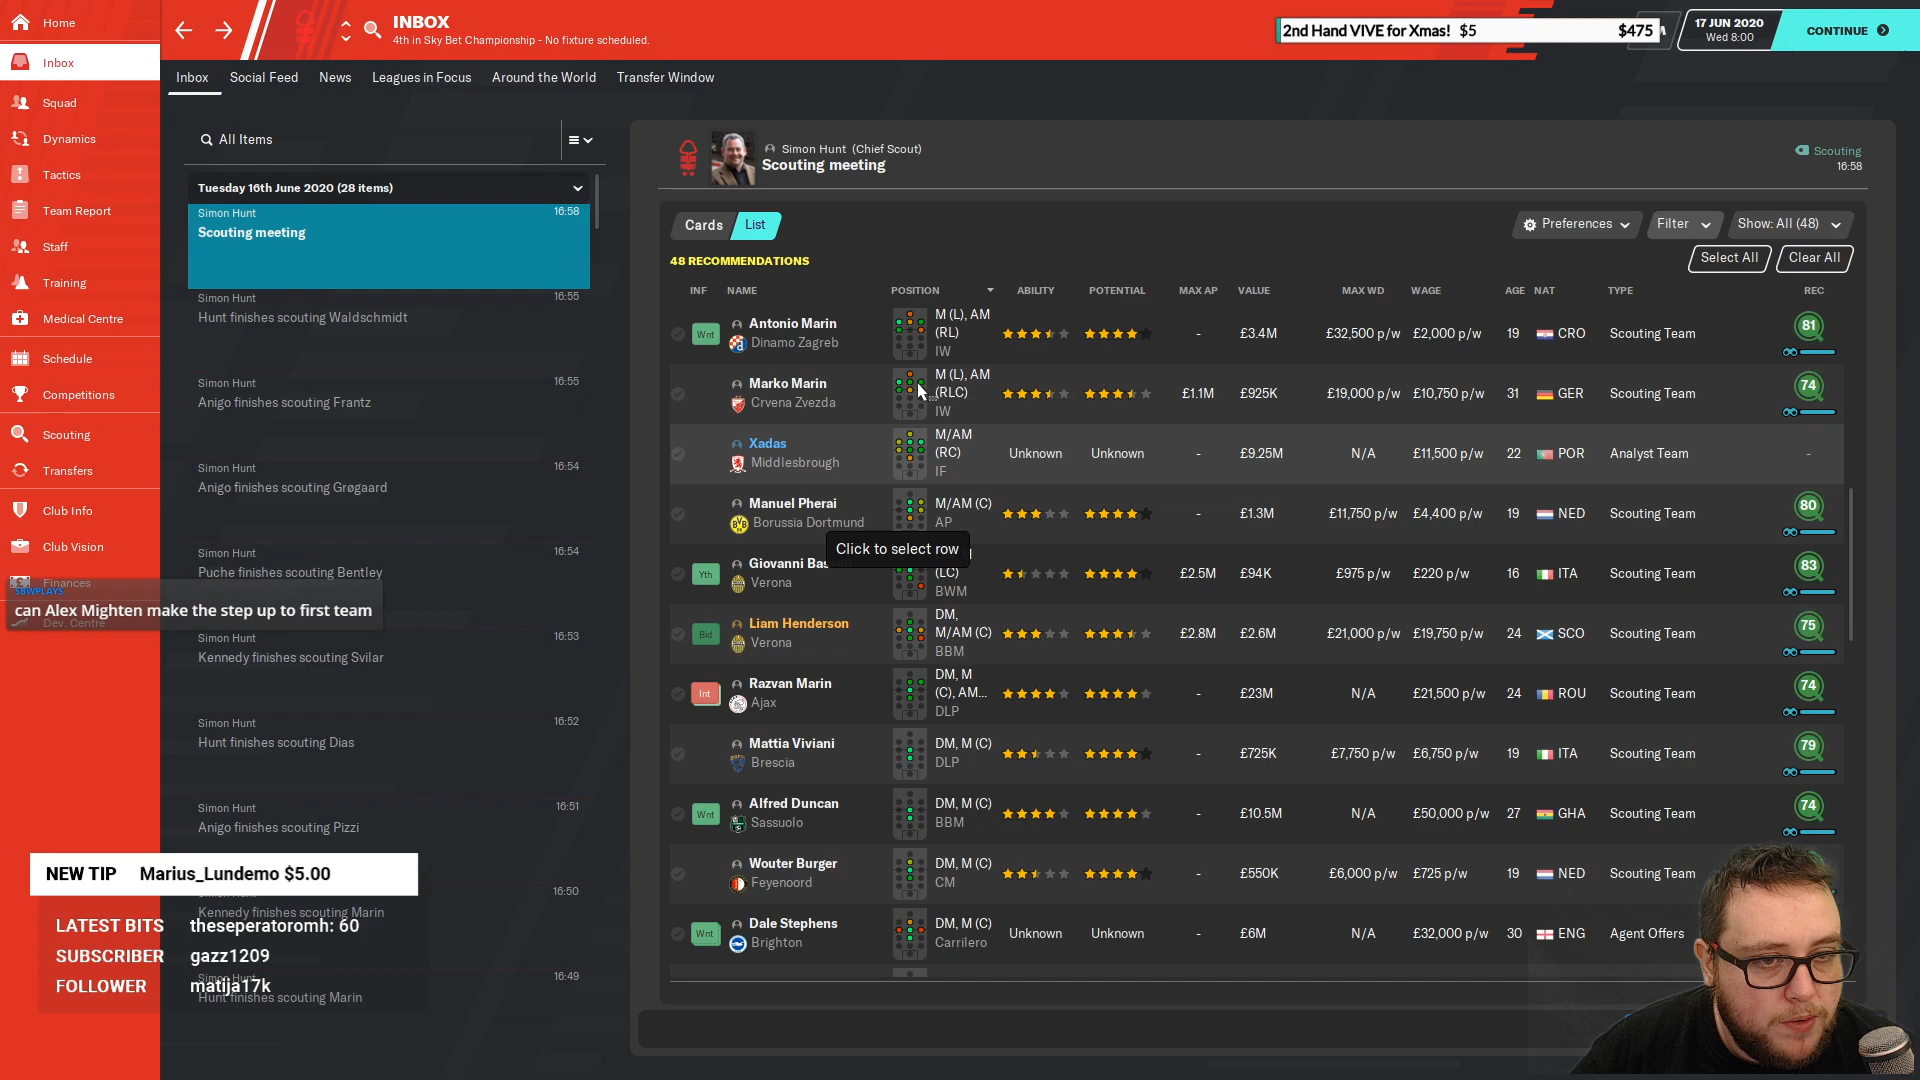 Home
Inbox
Squad
Dynamics
Tactics
Team Report
Staff
Training
Medical Centre
Schedule
Competitions
Scouting
Transfers
Club Info
Club Vision
Finances
SBWPLAYS
can Alex Mighten make the step up to first team
Dev. Centre
INBOX
4th in Sky Bet Championship - No fixture scheduled.
2nd Hand VIVE for Xmas! $5 $475
17 JUN 2020
Wed 8:00
CONTINUE
Inbox Social Feed News Leagues in Focus Around the World Transfer Window
All Items
Tuesday 16th June 2020 (28 items)
Simon Hunt 16:58
Scouting meeting
Simon Hunt 16:55
Hunt finishes scouting Waldschmidt
Simon Hunt 16:55
Anigo finishes scouting Frantz
Simon Hunt 16:54
Anigo finishes scouting Grøgaard
Simon Hunt 16:54
Puche finishes scouting Bentley
Simon Hunt 16:53
Kennedy finishes scouting Svilar
Simon Hunt 16:52
Hunt finishes scouting Dias
Simon Hunt 16:51
Anigo finishes scouting Pizzi
16:50
Kennedy finishes scouting Marin
Simon Hunt 16:49
Hunt finishes scouting Marin
NEW TIP Marius_Lundemo $5.00
LATEST BITS theseperatoromh: 60
SUBSCRIBER gazz1209
FOLLOWER matija17k
Simon Hunt (Chief Scout)
Scouting meeting
Scouting
16:58
Cards List
Preferences Filter Show: All (48)
48 RECOMMENDATIONS
Select All Clear All
INF NAME POSITION ABILITY POTENTIAL MAX AP VALUE MAX WD WAGE AGE NAT TYPE REC
Wnt Antonio Marin M (L), AM - £3.4M £32,500 p/w £2,000 p/w 19 CRO Scouting Team 81
Dinamo Zagreb (RL)
IW
Marko Marin M (L), AM £1.1M £925K £19,000 p/w £10,750 p/w 31 GER Scouting Team 74
Crvena Zvezda (RLC)
IW
Xadas M/AM Unknown Unknown - £9.25M N/A £11,500 p/w 22 POR Analyst Team -
Middlesbrough (RC)
IF
Manuel Pherai M/AM (C) - £1.3M £11,750 p/w £4,400 p/w 19 NED Scouting Team 80
Borussia Dortmund AP
Click to select row
Yth Giovanni £2.5M £94K £975 p/w £220 p/w 16 ITA Scouting Team 83
Verona (LC)
BWM
Bid Liam Henderson DM, £2.8M £2.6M £21,000 p/w £19,750 p/w 24 SCO Scouting Team 75
Verona M/AM (C)
BBM
Int Razvan Marin DM, M - £23M N/A £21,500 p/w 24 ROU Scouting Team 74
Ajax (C), AM...
DLP
Mattia Viviani DM, M (C) - £725K £7,750 p/w £6,750 p/w 19 ITA Scouting Team 79
Brescia DLP
Wnt Alfred Duncan DM, M (C) - £10.5M N/A £50,000 p/w 27 GHA Scouting Team 74
Sassuolo BBM
Wouter Burger DM, M (C) - £550K £6,000 p/w £725 p/w 19 NED Scouting Team
Feyenoord CM
Wnt Dale Stephens DM, M (C) Unknown Unknown - £6M N/A £32,000 p/w 30 ENG Agent Offers
Brighton Carrilero